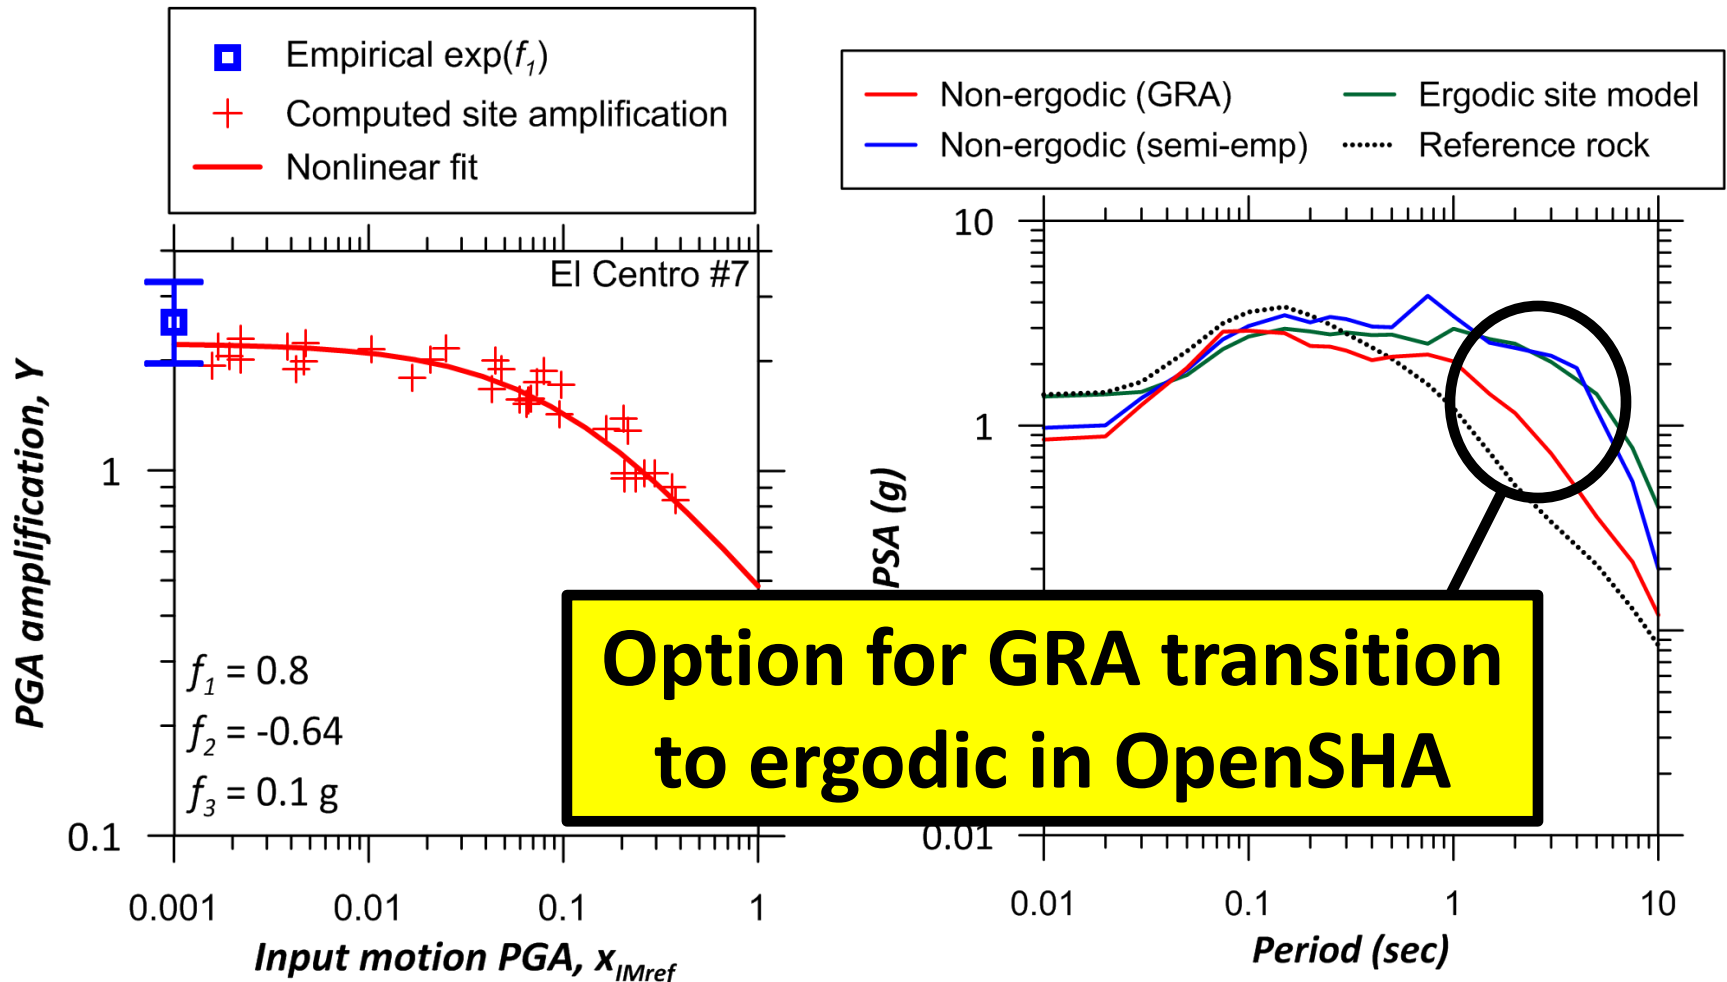 Empirical exp(f1)
Computed site amplification
Nonlinear fit
Non-ergodic (GRA)
Ergodic site model
Non-ergodic (semi-emp)
Reference rock
El Centro #7
PGA amplification, Y
1
0.1
f1 = 0.8
f2 = -0.64
f3 = 0.1 g
0.001
0.01
0.1
1
Input motion PGA, xIMref
PSA (g)
10
1
0.01
0.01
0.1
1
10
Period (sec)
Option for GRA transition
to ergodic in OpenSHA